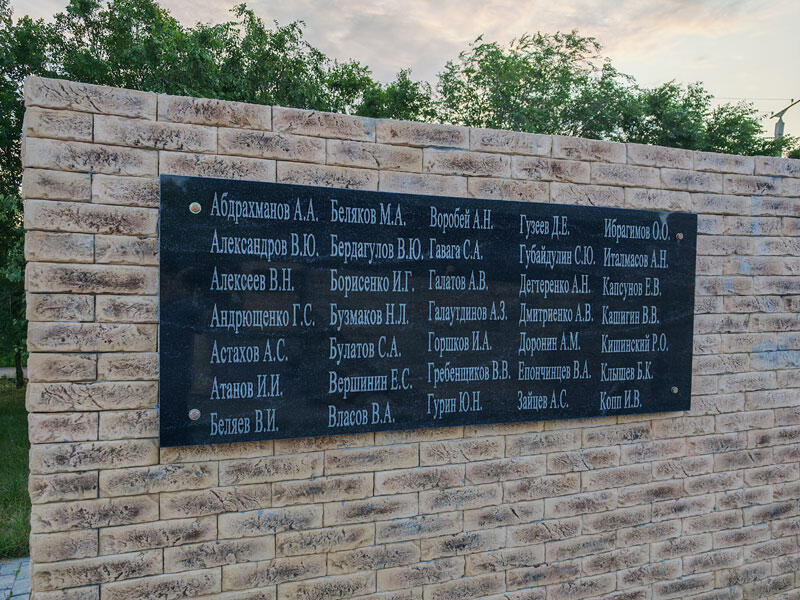 Абдрахманов А.А.
Александров В.Ю.
Алексеев В.Н.
Андрющенко Г.С.
Астахов А.С.
Атанов И.И.
Беляев В.И.
Беляков М.А.
Бердагулов В.Ю.
Борисенко И.Г.
Бузмаков Н.Л.
Булатов С.А.
Вершинин Е.С.
Власов В.А.
Воробей А.Н.
Гавага С.А.
Галатов А.В.
Галаутдинов А.З.
Горшков И.А.
Гребенщиков В.В.
Гурин Ю.Н.
Гузеев Д.Е.
Губайдулин С.Ю.
Дегтеренко А.Н.
Дмитриенко А.В.
Доронин А.М.
Епончинцев В.А.
Зайцев А.С.
Ибрагимов О.О.
Италмасов А.Н.
Капсунов Е.В.
Кашигин В.В.
Кишинский Р.О.
Клышев Б.К.
Копп И.В.